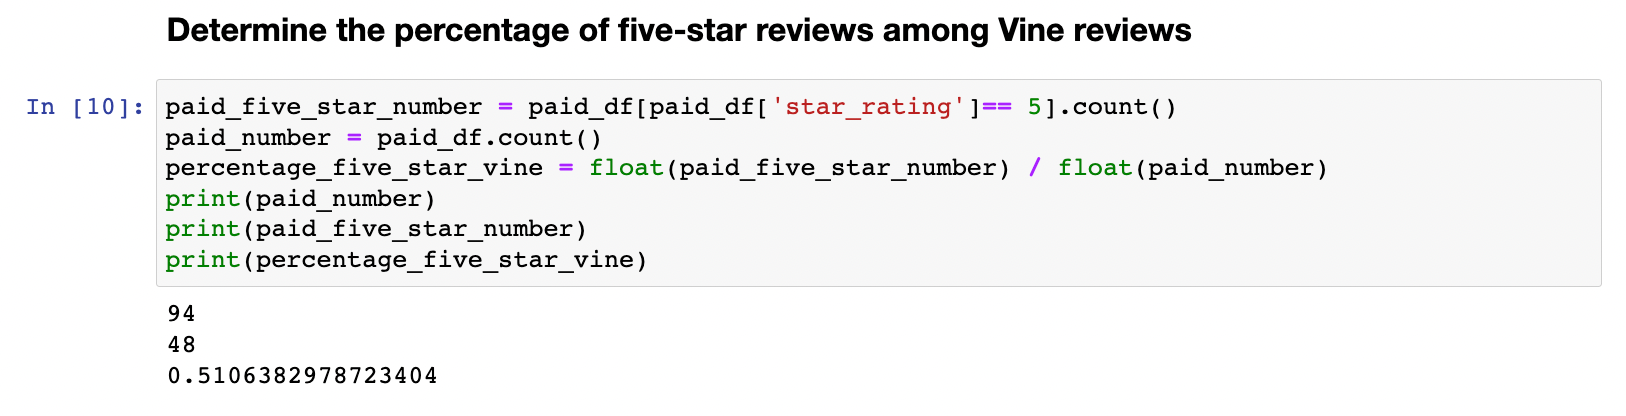 Determine the percentage of five-star reviews among Vine reviews
In [10]: paid_five_star_number = paid_df[paid_df['star_rating']== 5].count()
paid_number = paid_df.count()
percentage_five_star_vine = float(paid_five_star_number) / float(paid_number)
print(paid_number)
print(paid_five_star_number)
print(percentage_five_star_vine)
94
48
0.5106382978723404